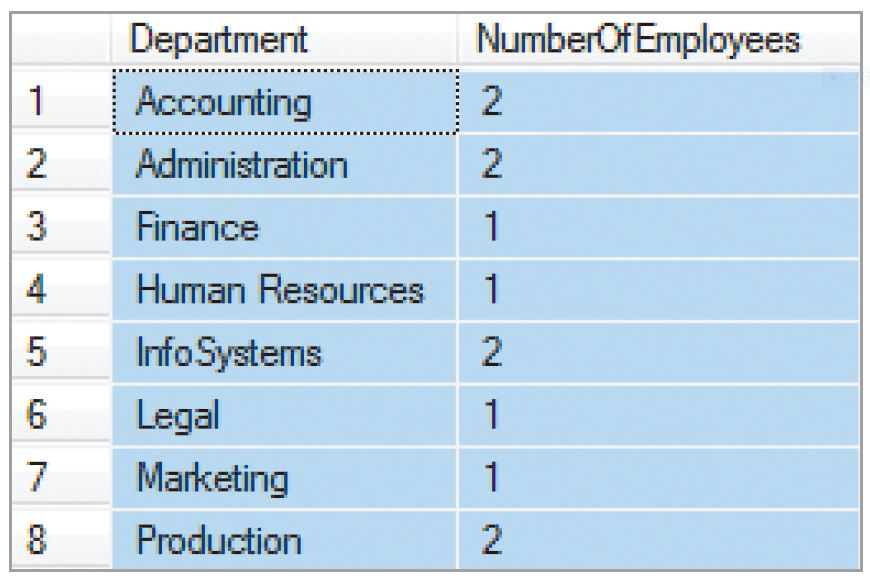 Department NumberOfEmployees
1 Accounting 2
2 Administration 2
3 Finance 1
4 Human Resources 1
5 InfoSystems 2
6 Legal 1
7 Marketing 1
8 Production 2